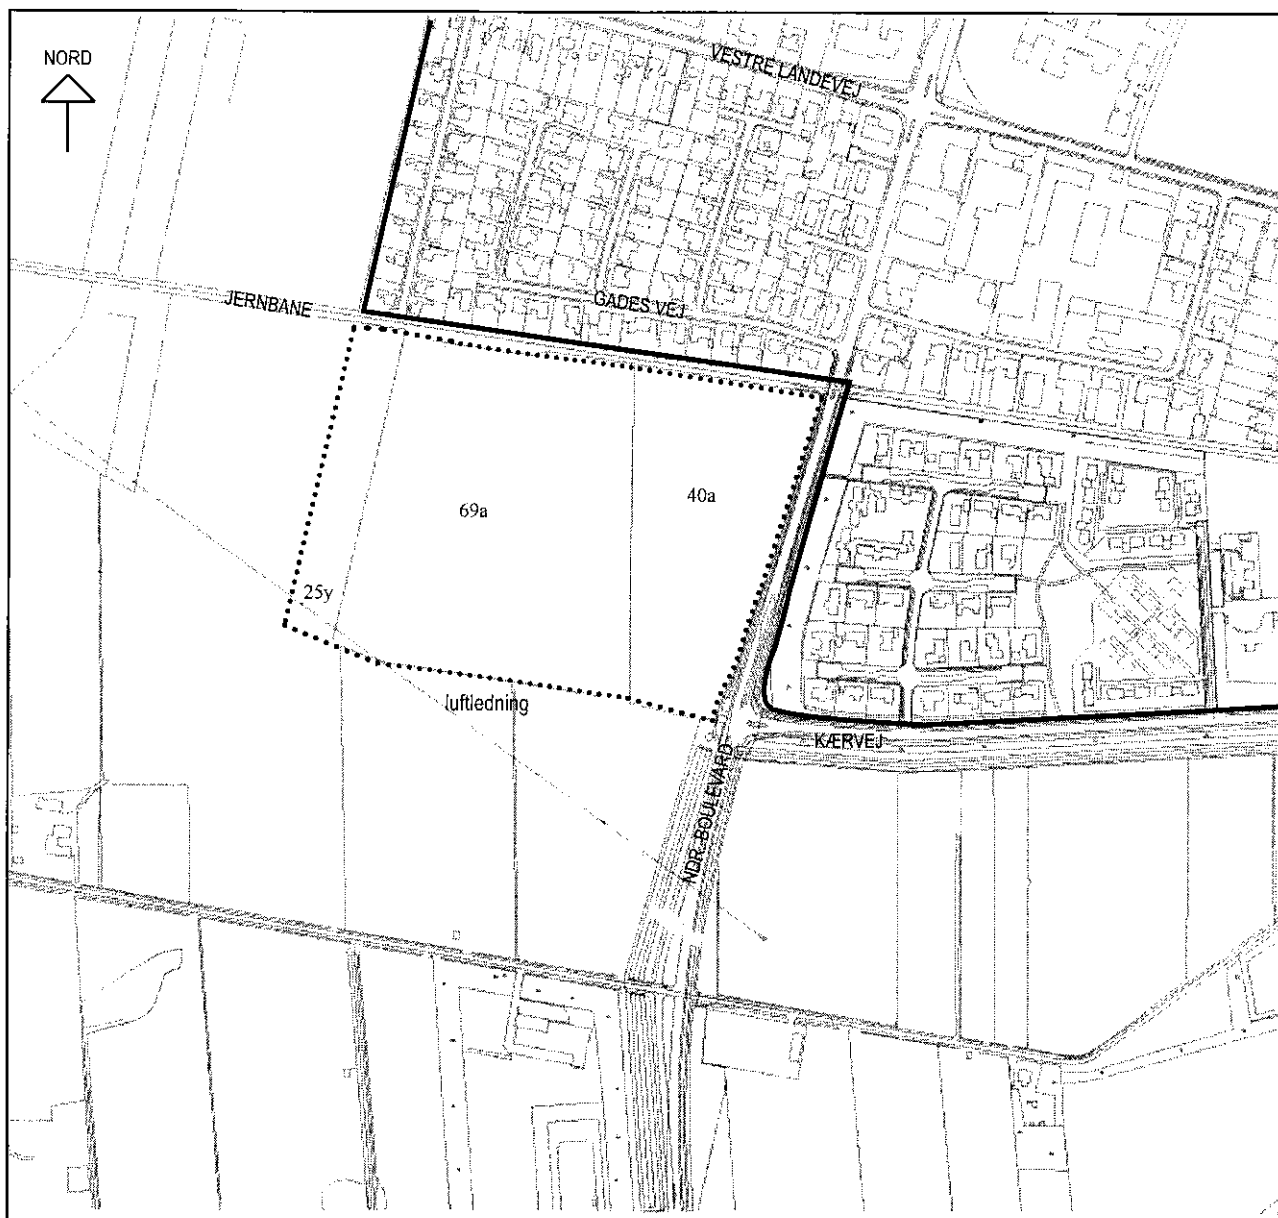 NORD
VESTRE LANDEVEJ
JERNBANE
GADES VEJ
69a
40a
25y
luftledning
KÆRVEJ
NDR. BOULEVARD